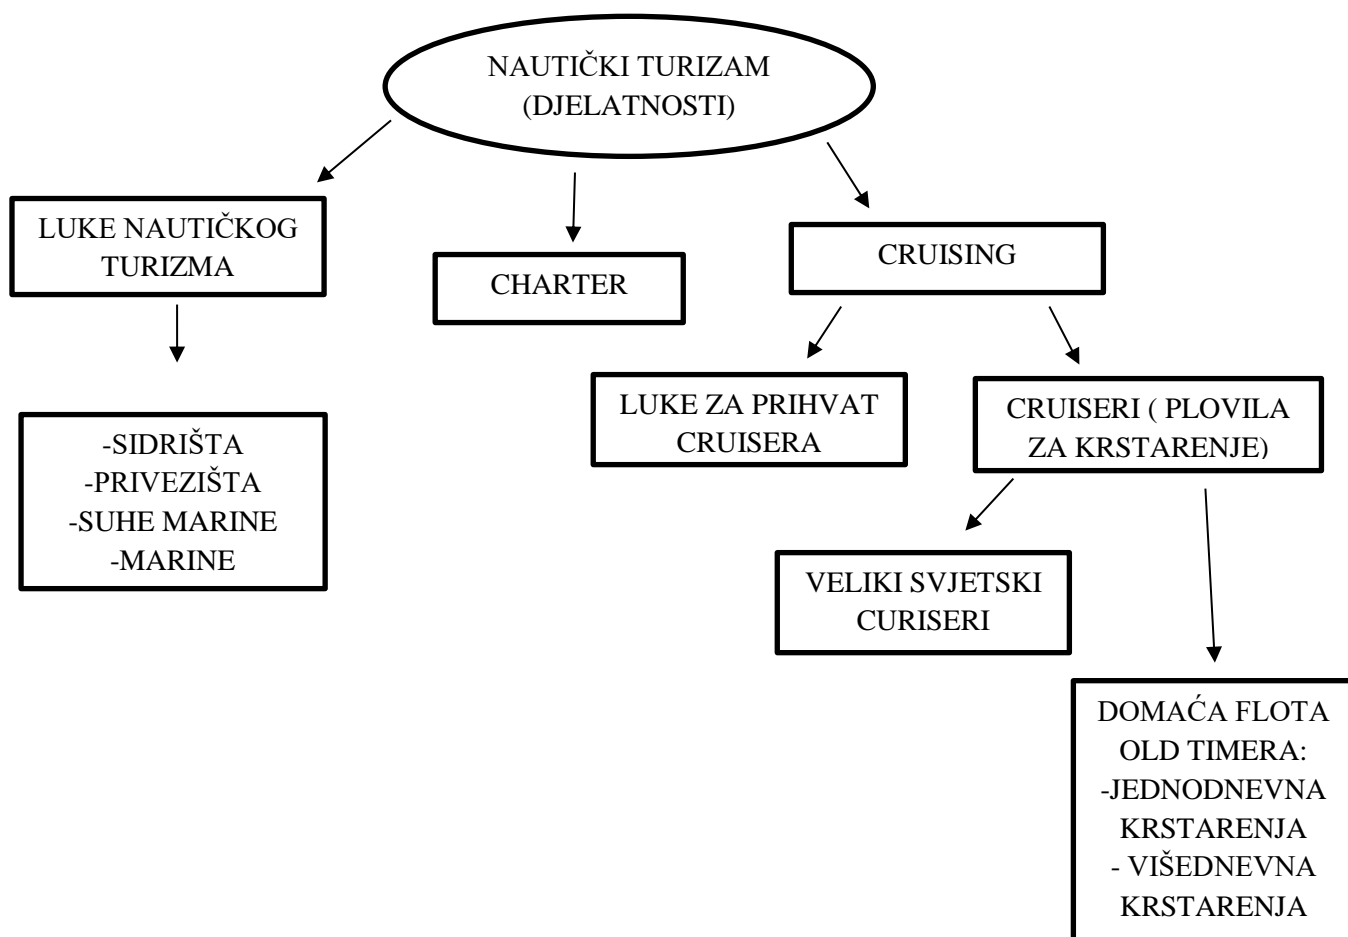 NAUTIČKI TURIZAM
(DJELATNOSTI)
LUKE NAUTIČKOG
TURIZMA
CHARTER
CRUISING
LUKE ZA PRIHVAT
CRUISERA
CRUISERI ( PLOVILA
ZA KRSTARENJE)
-SIDRIŠTA
-PRIVEZIŠTA
-SUHE MARINE
-MARINE
VELIKI SVJETSKI
CURISERI
DOMAĆA FLOTA
OLD TIMERA:
-JEDNODNEVNA
KRSTARENJA
- VIŠEDNEVNA
KRSTARENJA